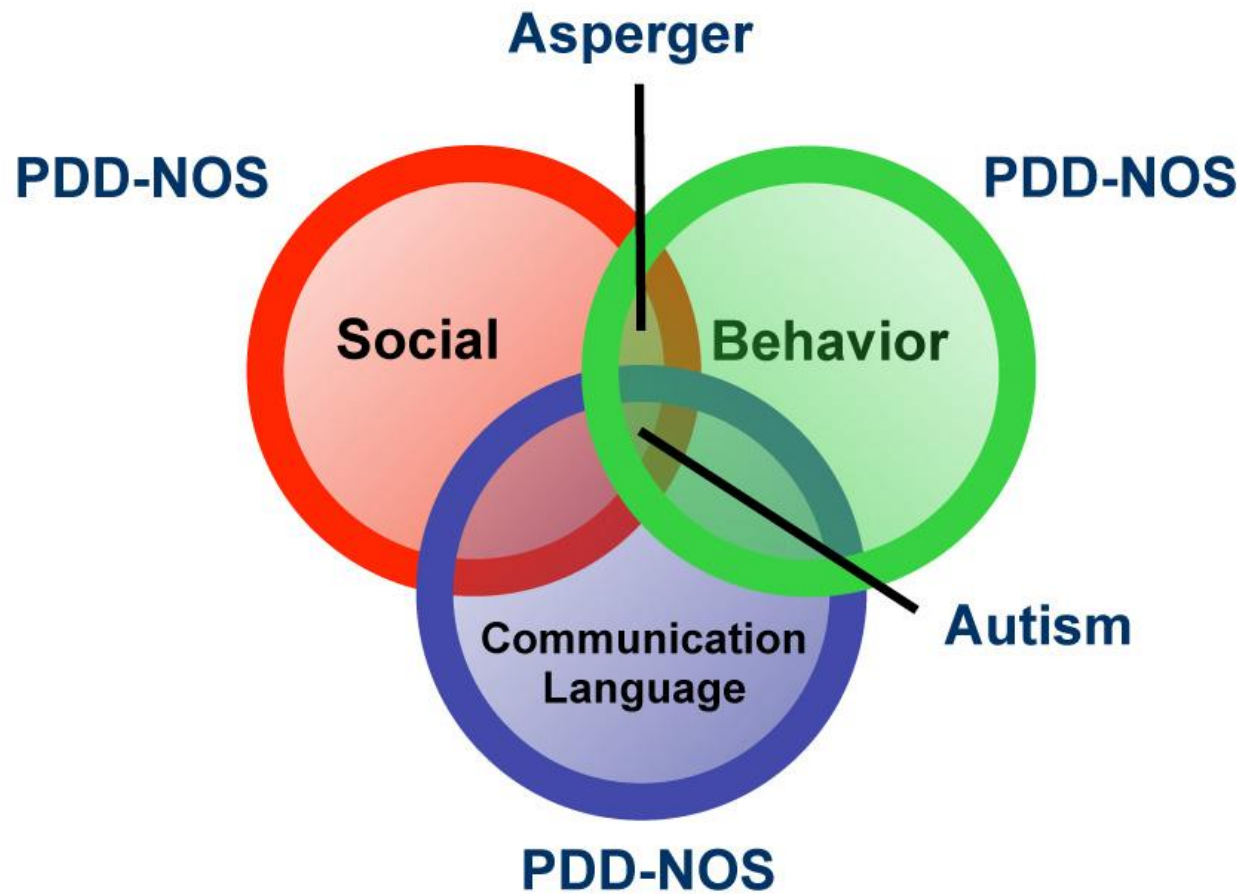 Asperger
PDD-NOS
PDD-NOS
Social
Behavior
Communication
Language
Autism
PDD-NOS